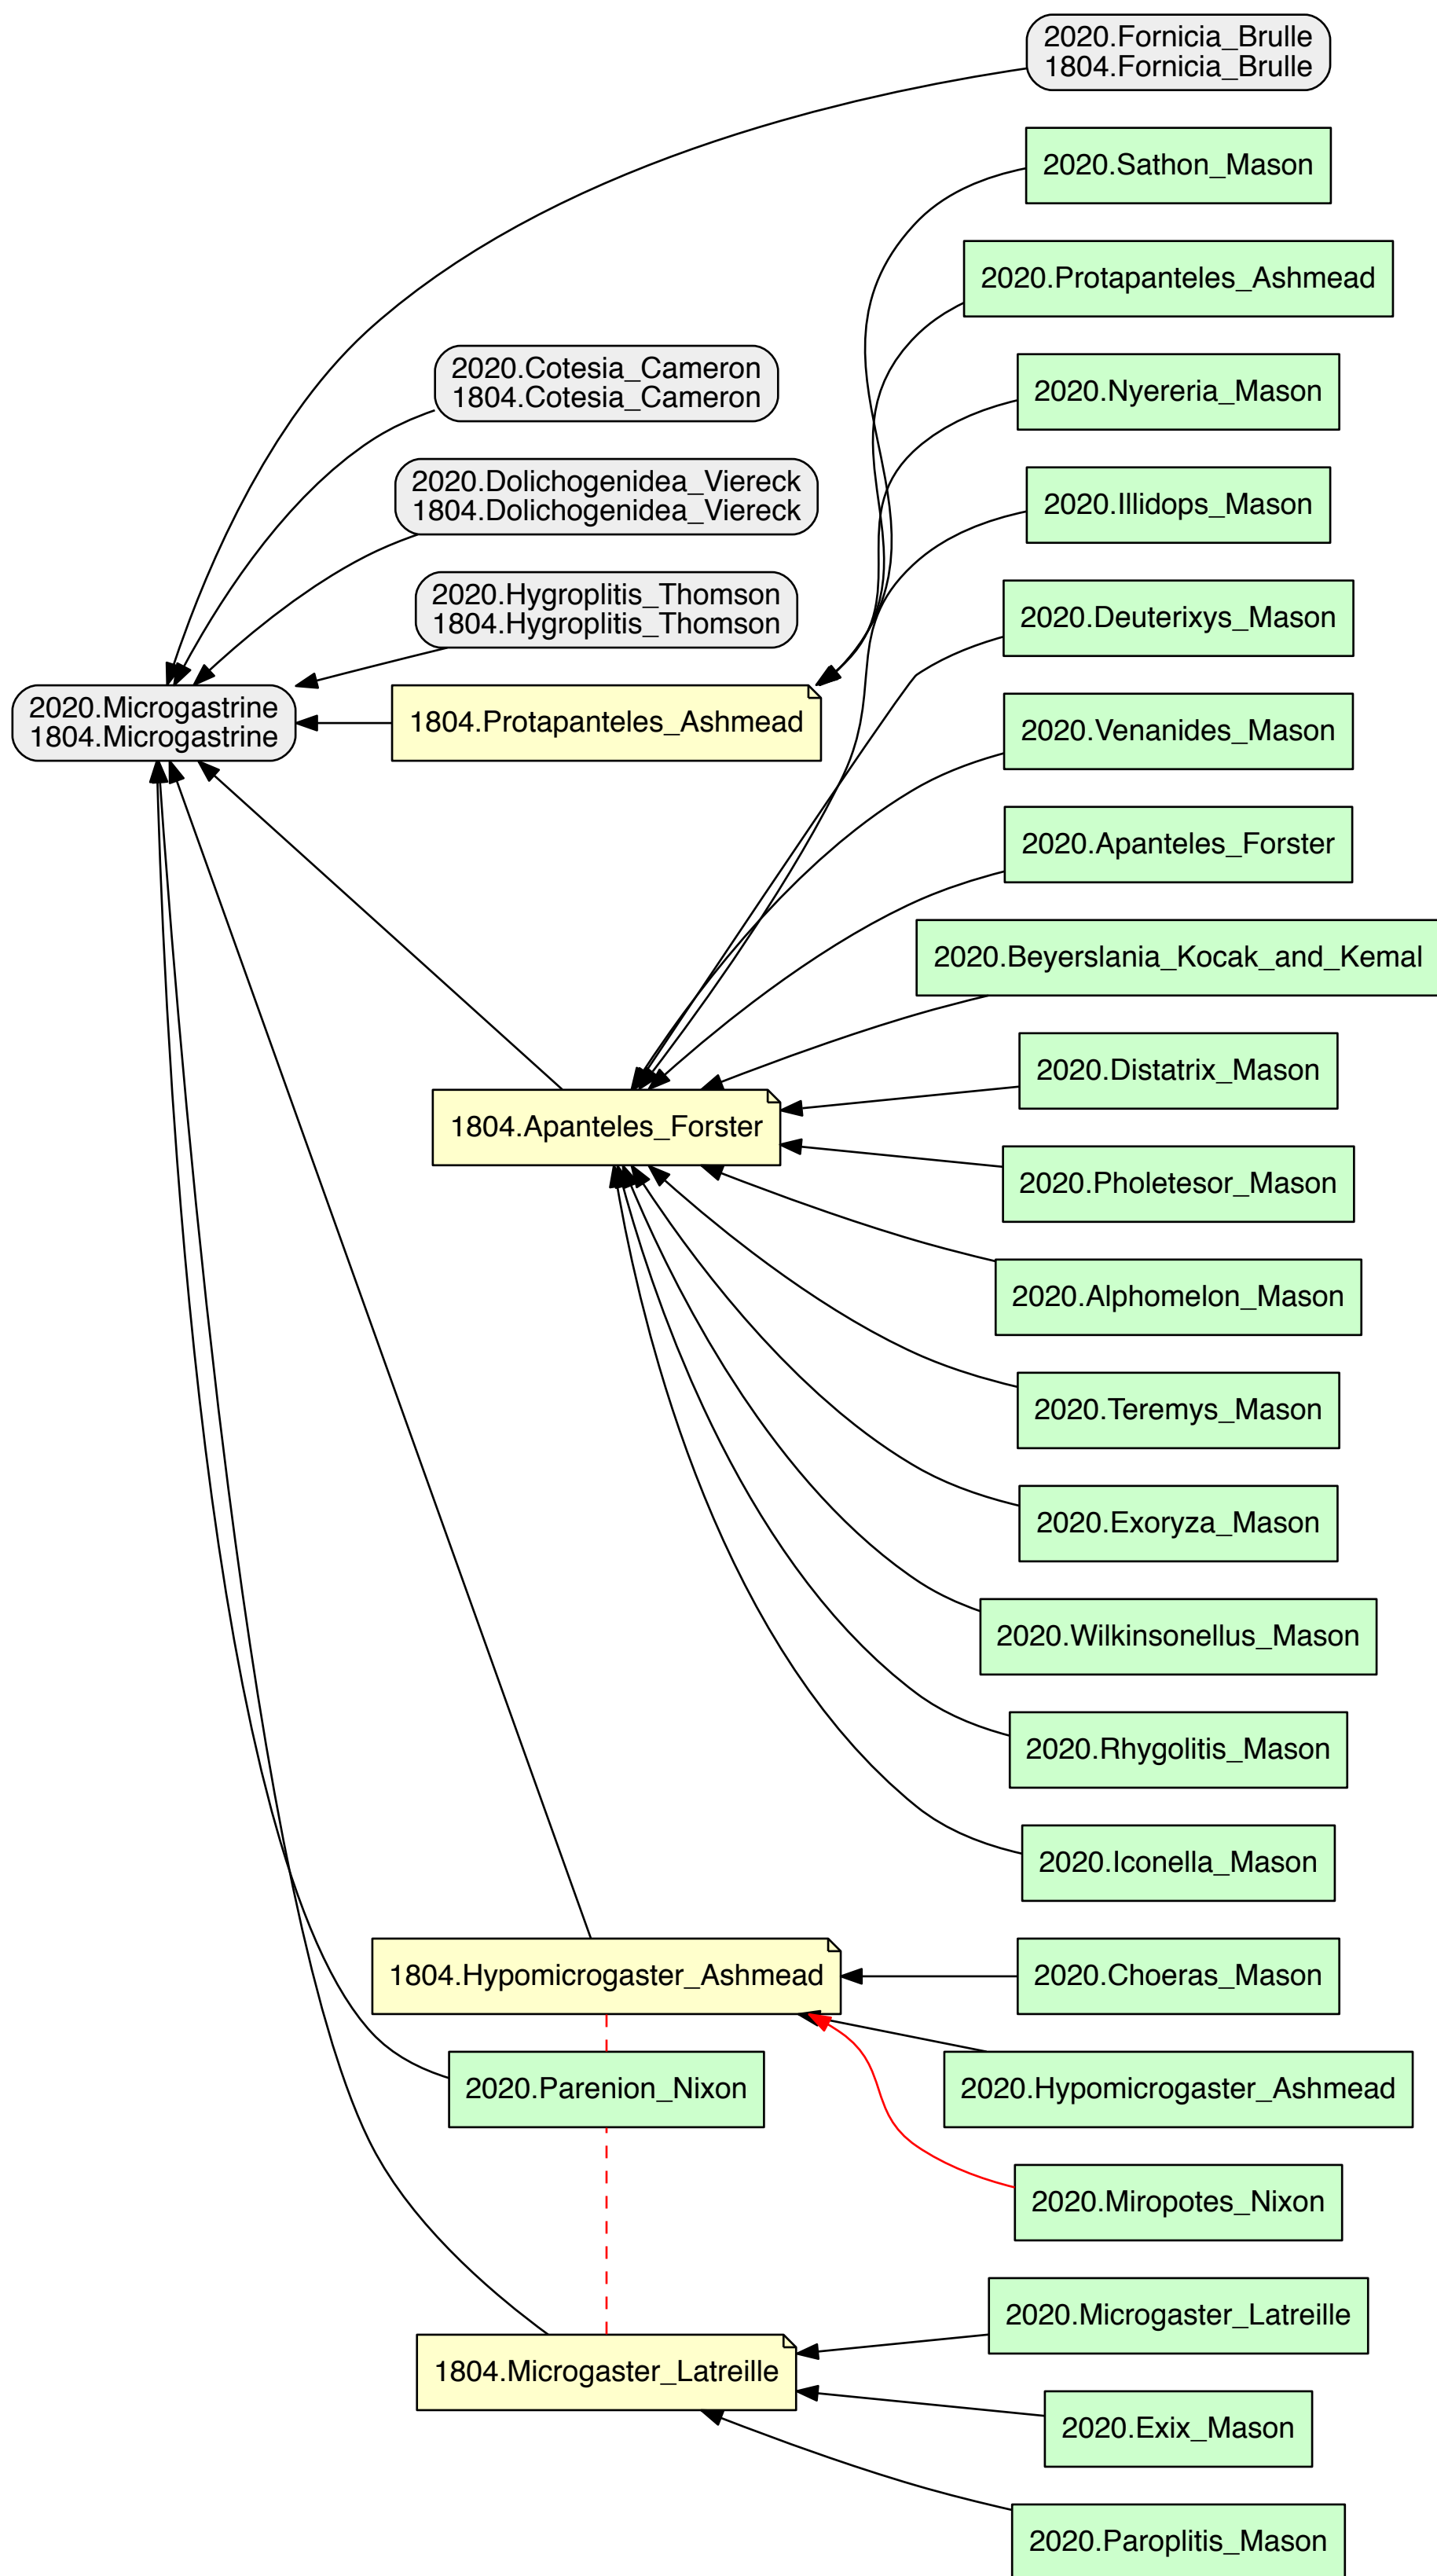 2020.Fornicia_Brulle
1804.Fornicia_Brulle
2020.Sathon_Mason
2020.Protapanteles_Ashmead
2020.Cotesia_Cameron
1804.Cotesia_Cameron
2020.Nyereria_Mason
2020.Dolichogenidea_Viereck
1804.Dolichogenidea_Viereck
2020.Illidops_Mason
2020.Hygroplitis_Thomson
1804.Hygroplitis_Thomson
2020.Deuterixys_Mason
2020.Microgastrine
1804.Microgastrine
1804.Protapanteles_Ashmead
2020.Venanides_Mason
2020.Apanteles_Forster
2020.Beyerslania_Kocak_and_Kemal
2020.Distatrix_Mason
1804.Apanteles_Forster
2020.Pholetesor_Mason
2020.Alphomelon_Mason
2020.Teremys_Mason
2020.Exoryza_Mason
2020.Wilkinsonellus_Mason
2020.Rhygolitis_Mason
2020.Iconella_Mason
1804.Hypomicrogaster_Ashmead
2020.Choeras_Mason
2020.Parenion_Nixon
2020.Hypomicrogaster_Ashmead
2020.Miropotes_Nixon
2020.Microgaster_Latreille
1804.Microgaster_Latreille
2020.Exix_Mason
2020.Paroplitis_Mason